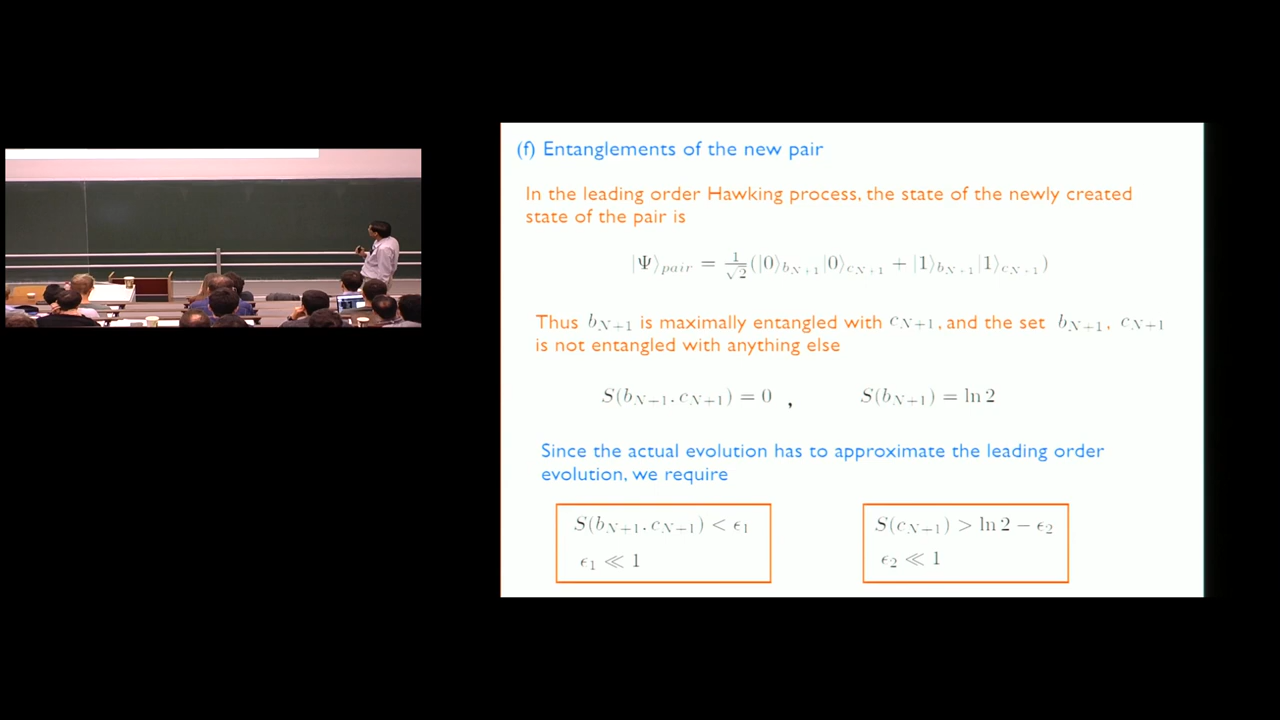 (f) Entanglements of the new pair
In the leading order Hawking process, the state of the newly created
state of the pair is
|Ψ⟩_{pair} = \frac{1}{\sqrt{2}}(|0⟩_{b_{N+1}}|0⟩_{c_{N+1}} + |1⟩_{b_{N+1}}|1⟩_{c_{N+1}})
Thus b_{N+1} is maximally entangled with c_{N+1}, and the set b_{N+1}, c_{N+1}
is not entangled with anything else
S(b_{N+1}, c_{N+1}) = 0 , S(b_{N+1}) = ln 2
Since the actual evolution has to approximate the leading order
evolution, we require
S(b_{N+1}, c_{N+1}) < ϵ_1
ϵ_1 ≪ 1
S(c_{N+1}) > ln 2 − ϵ_2
ϵ_2 ≪ 1